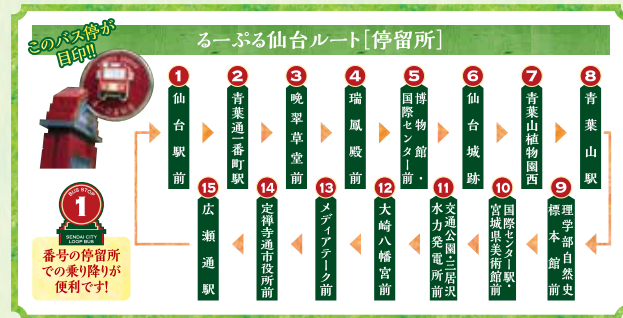 るーぷる仙台ルート[停留所]
このバス停が
目印!!
1
仙台駅前
2
青葉通一番町駅
3
晩翠草堂前
4
瑞鳳殿前
5
博物館・
国際センター前
6
仙台城跡
7
青葉山植物園西
8
青葉山駅
9
理学部自然史
標本館前
10
国際センター駅・
宮城県美術館前
11
交通公園・三居沢
水力発電所前
12
大崎八幡宮前
13
メディアテーク前
14
定禅寺通市役所前
15
広瀬通駅
BUS STOP
1
SENDAI CITY
LOOP BUS
番号の停留所
での乗り降りが
便利です!